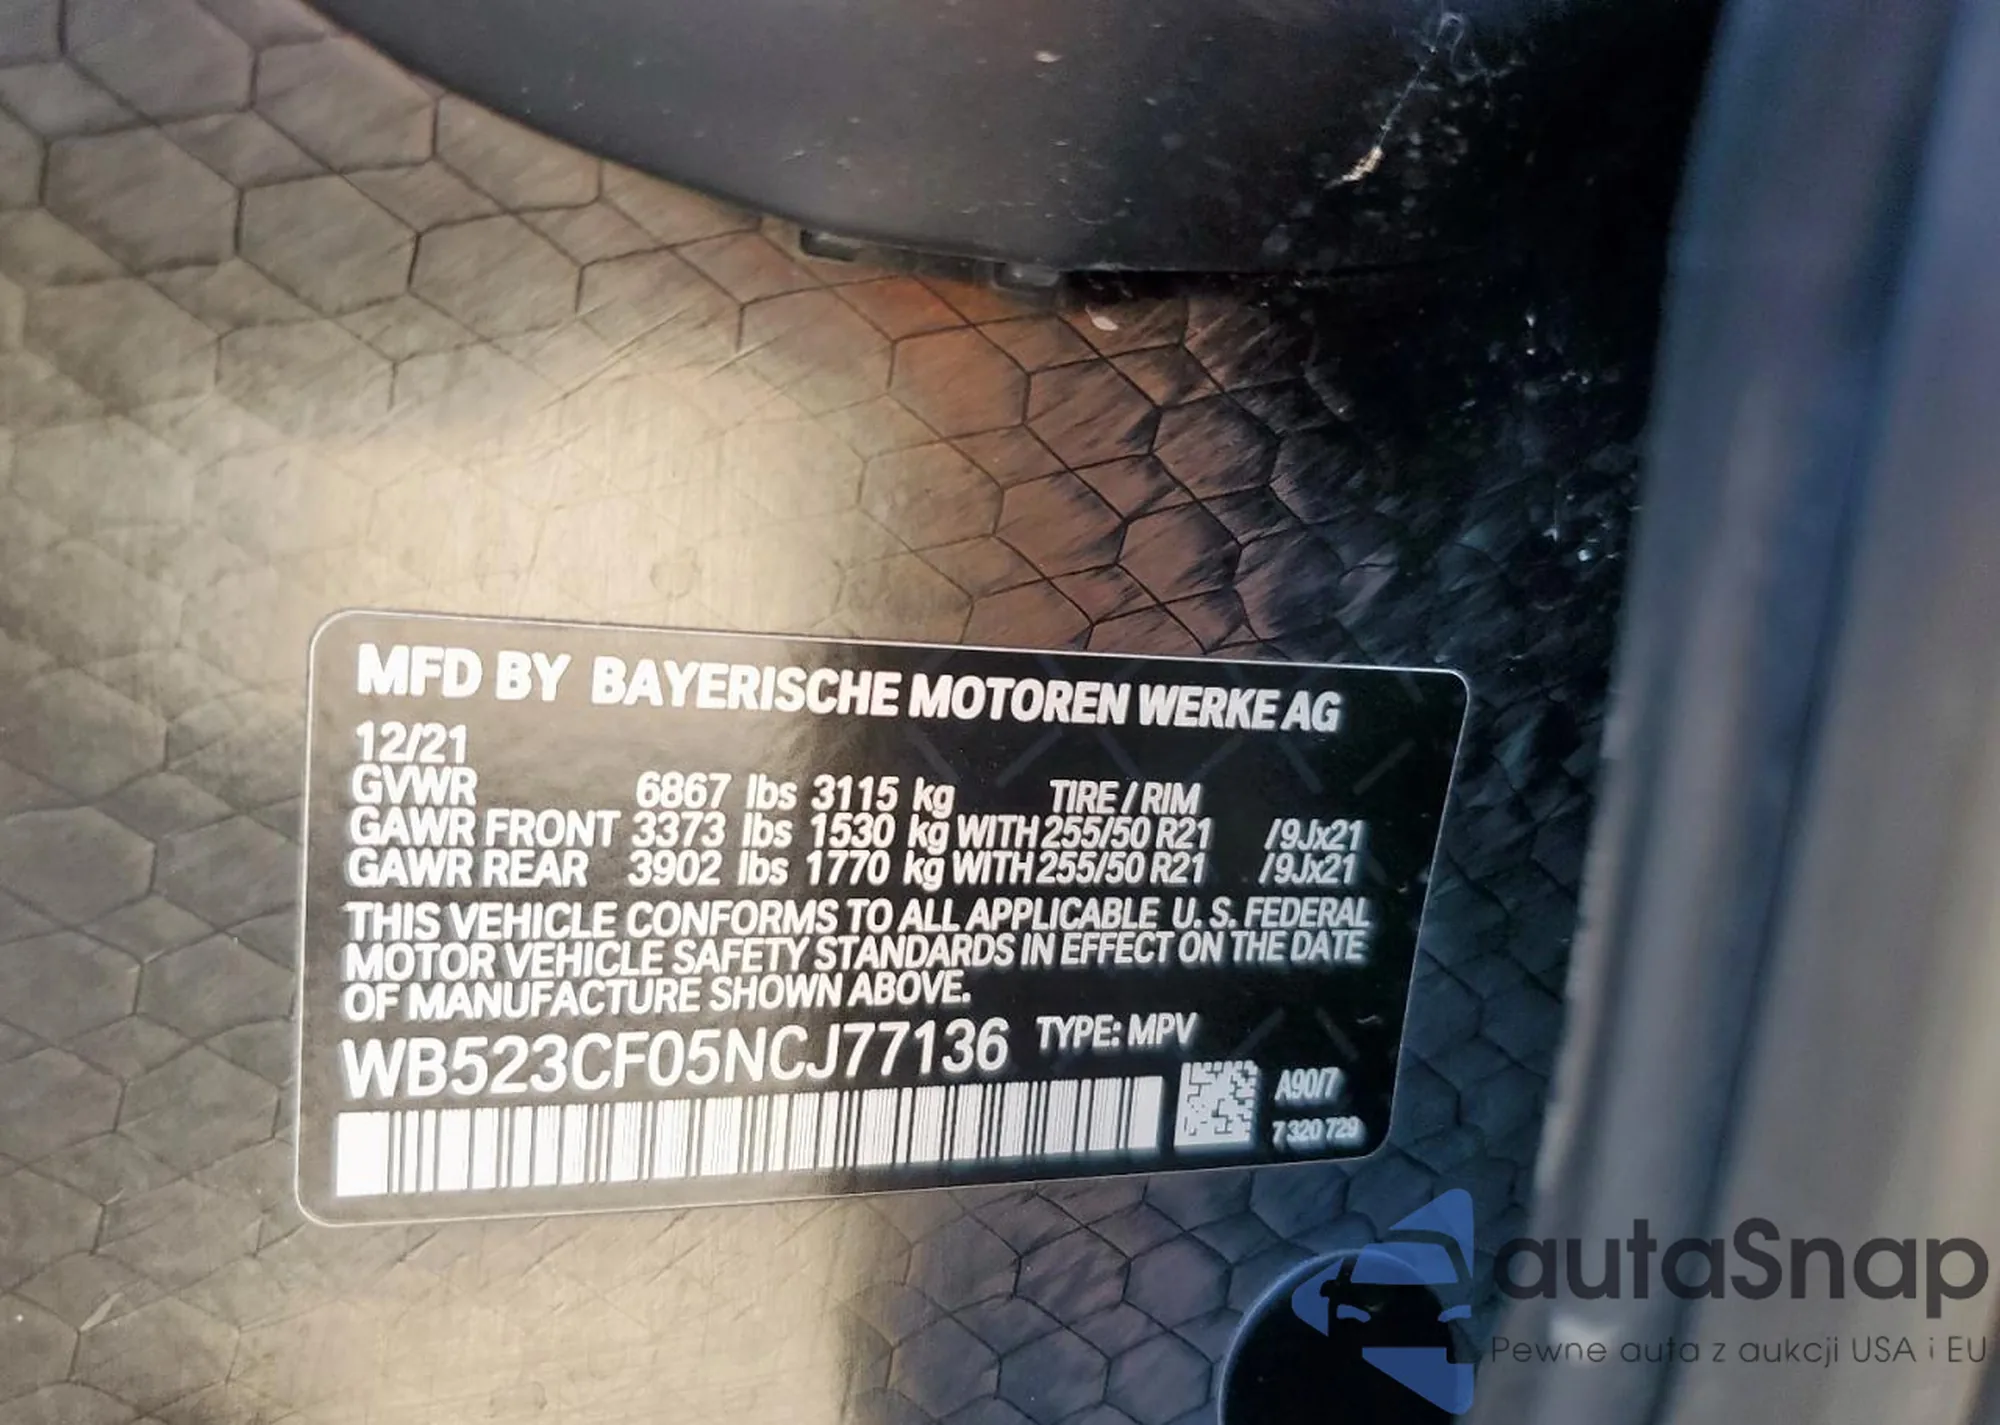 MFD BY BAYERISCHE MOTOREN WERKE AG
12/21
GVWR 6867 lbs 3115 kg TIRE / RIM
GAWR FRONT 3373 lbs 1530 kg WITH 255/50 R21 /9Jx21
GAWR REAR 3902 lbs 1770 kg WITH 255/50 R21 /9Jx21
THIS VEHICLE CONFORMS TO ALL APPLICABLE U. S. FEDERAL
MOTOR VEHICLE SAFETY STANDARDS IN EFFECT ON THE DATE
OF MANUFACTURE SHOWN ABOVE.
WB523CF05NCJ77136 TYPE: MPV
A90/7
7 320 729
autaSnap
Pewne auta z aukcji USA i EU